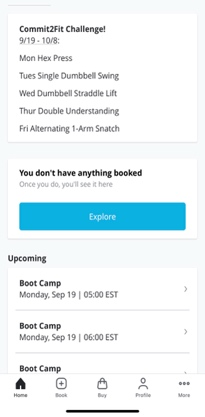 Commit2Fit Challenge!
9/19 - 10/8:
Mon Hex Press
Tues Single Dumbbell Swing
Wed Dumbbell Straddle Lift
Thur Double Understanding
Fri Alternating 1-Arm Snatch
You don't have anything booked
Once you do, you'll see it here
Explore
Upcoming
Boot Camp
Monday, Sep 19 | 05:00 EST
Boot Camp
Monday, Sep 19 | 06:00 EST
Boot Camp
Home Book Buy Profile More